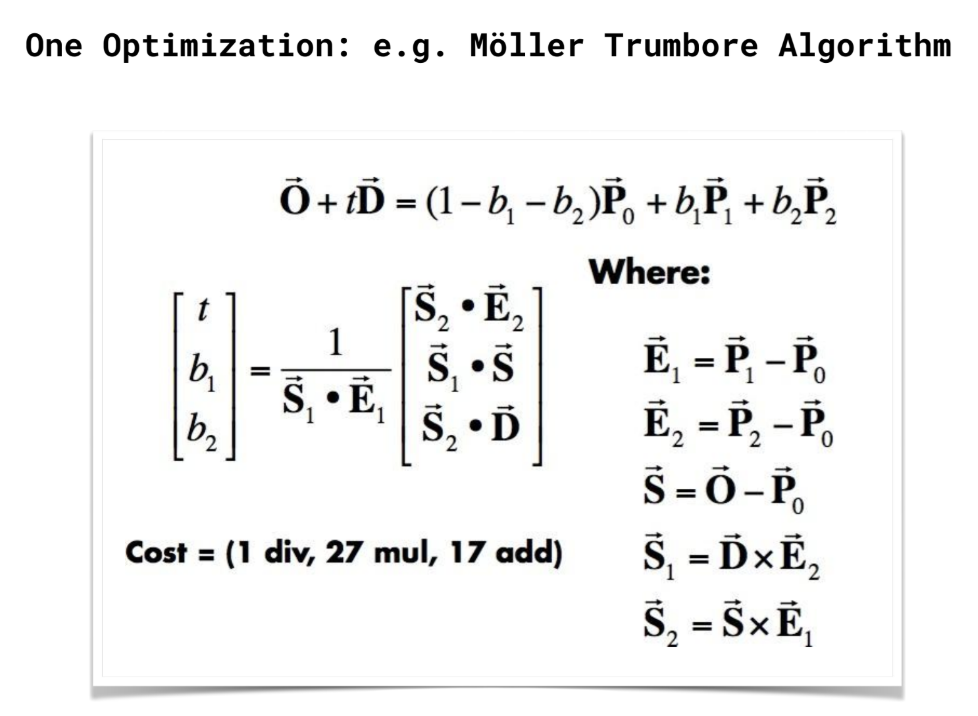 One Optimization: e.g. Möller Trumbore Algorithm
$\vec{\mathbf{O}} + t\vec{\mathbf{D}} = (1 - b_1 - b_2)\vec{\mathbf{P}}_0 + b_1\vec{\mathbf{P}}_1 + b_2\vec{\mathbf{P}}_2$
$\begin{bmatrix} t \\ b_1 \\ b_2 \end{bmatrix} = \frac{1}{\vec{\mathbf{S}}_1 \bullet \vec{\mathbf{E}}_1} \begin{bmatrix} \vec{\mathbf{S}}_2 \bullet \vec{\mathbf{E}}_2 \\ \vec{\mathbf{S}}_1 \bullet \vec{\mathbf{S}} \\ \vec{\mathbf{S}}_2 \bullet \vec{\mathbf{D}} \end{bmatrix}$
Cost = (1 div, 27 mul, 17 add)
Where:
$\vec{\mathbf{E}}_1 = \vec{\mathbf{P}}_1 - \vec{\mathbf{P}}_0$
$\vec{\mathbf{E}}_2 = \vec{\mathbf{P}}_2 - \vec{\mathbf{P}}_0$
$\vec{\mathbf{S}} = \vec{\mathbf{O}} - \vec{\mathbf{P}}_0$
$\vec{\mathbf{S}}_1 = \vec{\mathbf{D}} \times \vec{\mathbf{E}}_2$
$\vec{\mathbf{S}}_2 = \vec{\mathbf{S}} \times \vec{\mathbf{E}}_1$